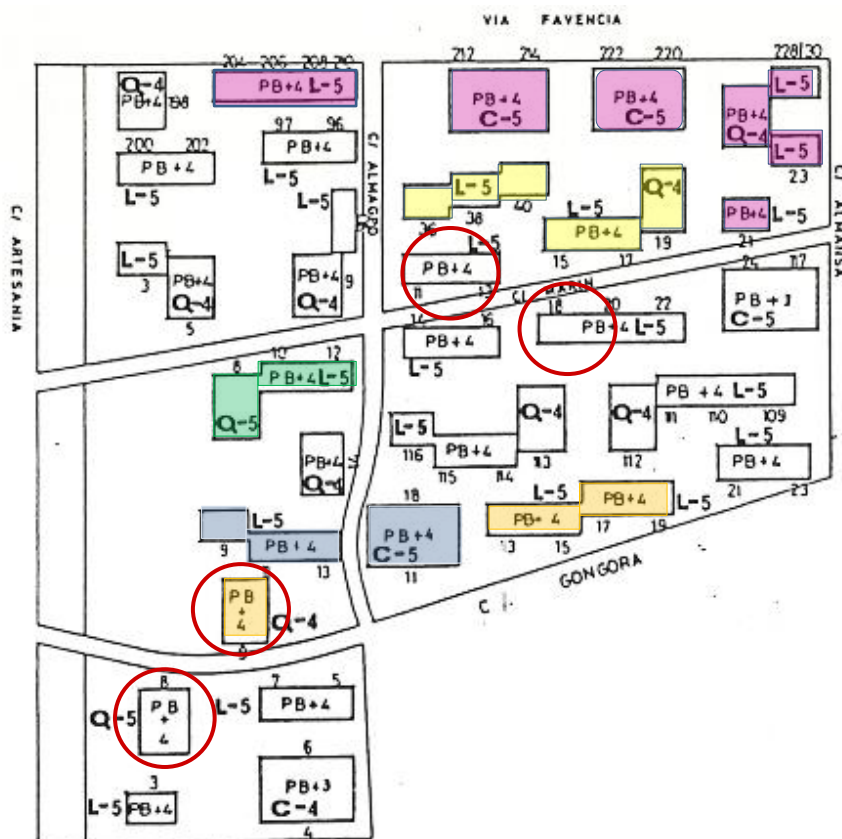 VIA FAVENCIA
204 206 208 210
212 214
222 220
228/30
Q-4
PB+4
198
PB+4 L-5
PB+4
C-5
PB+4
C-5
PB+4
Q-4
L-5
L-5
23
200 202
PB+4
L-5
97 96
PB+4
L-5
C/ ALMAGRO
L-5
36 38 40
Q-4
19
L-5
PB+4
15 17
PB+4
L-5
21
C/ ALMANSA
C/ ARTESANIA
L-5
3
PB+4
Q-4
5
L-5
PB+4
Q-4
9
L-5
PB+4
11 13
C/ MARIN
18 20 22
PB+4 L-5
117
PB+3
C-5
14 16
PB+4
L-5
8 10 12
PB+4 L-5
Q-5
PB+4
Q-4
L-5
116
PB+4
115 114
Q-4
113
Q-4
112
PB+4 L-5
111 110 109
L-5
PB+4
21 23
L-5
9
PB+4
13
18
PB+4
C-5
11
L-5
PB+4
13 15
PB+4
17 19
L-5
C GONGORA
PB
+
4
Q-4
9
8
Q-5
PB
+
4
L-5
7 5
PB+4
3
L-5
PB+4
6
PB+3
C-4
4